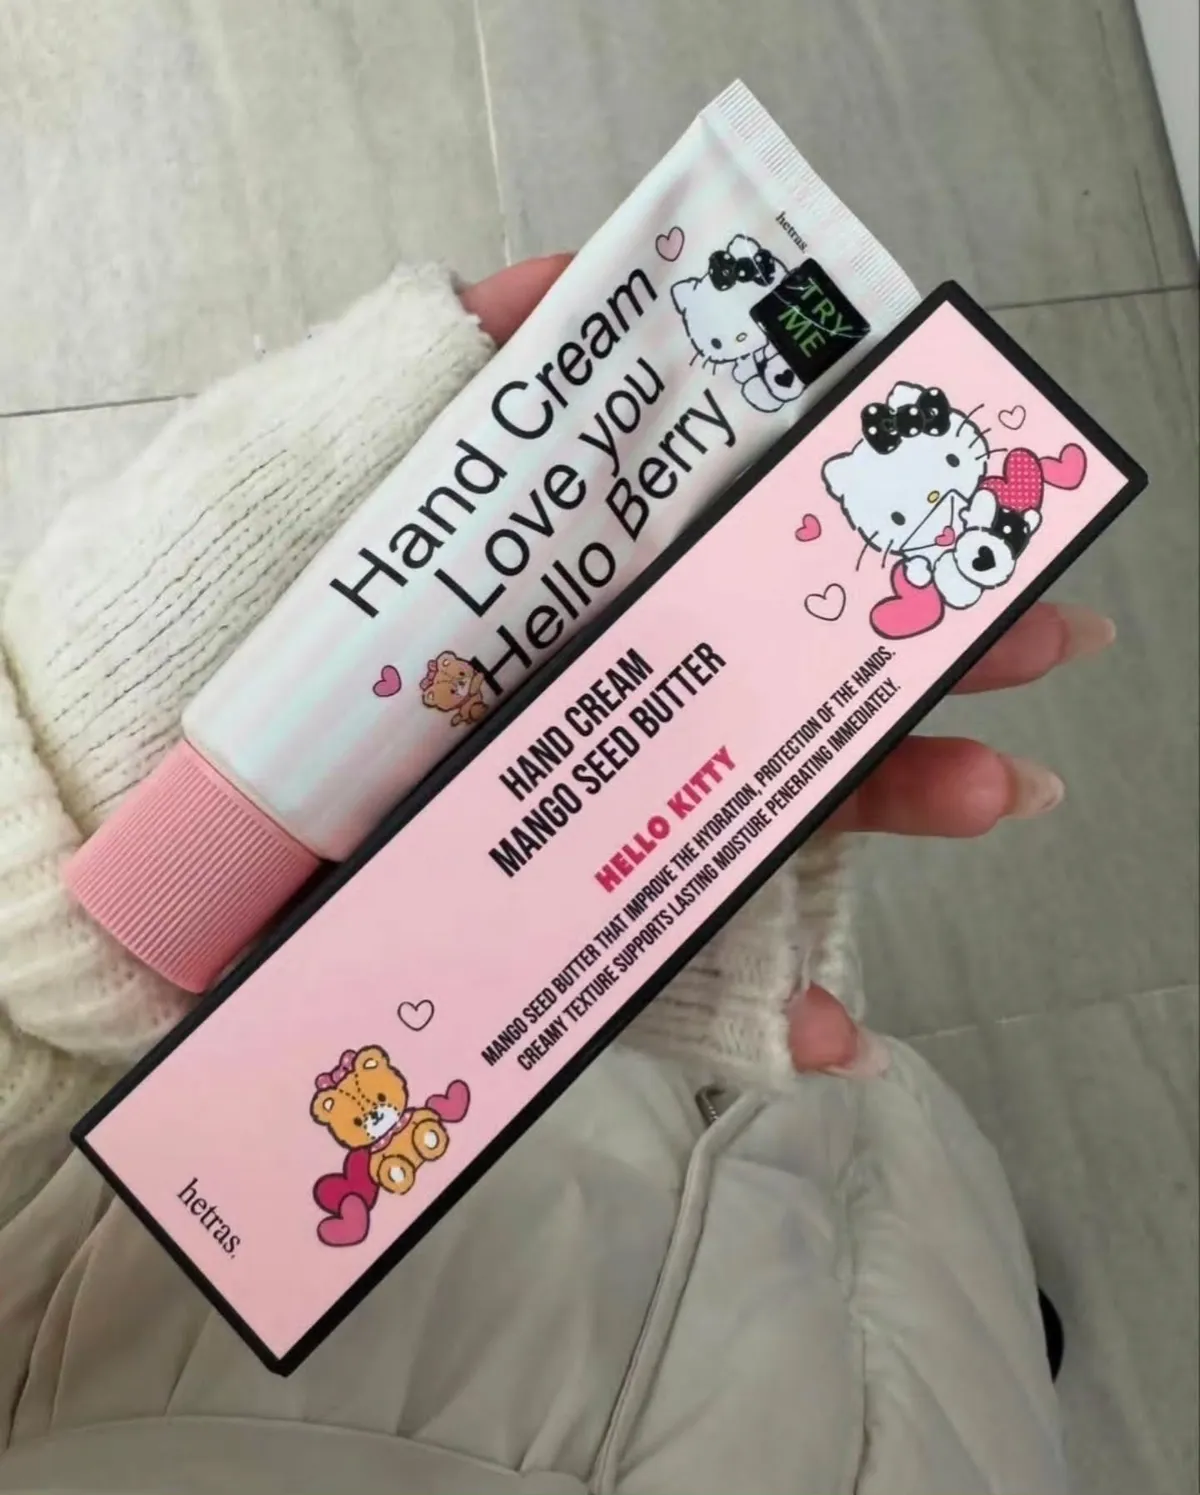 hetras.
TRY
ME
Hand Cream
Love you
Hello Berry
HAND CREAM
MANGO SEED BUTTER
HELLO KITTY
MANGO SEED BUTTER THAT IMPROVE THE HYDRATION, PROTECTION OF THE HANDS.
CREAMY TEXTURE SUPPORTS LASTING MOISTURE PENERATING IMMEDIATELY.
hetras.